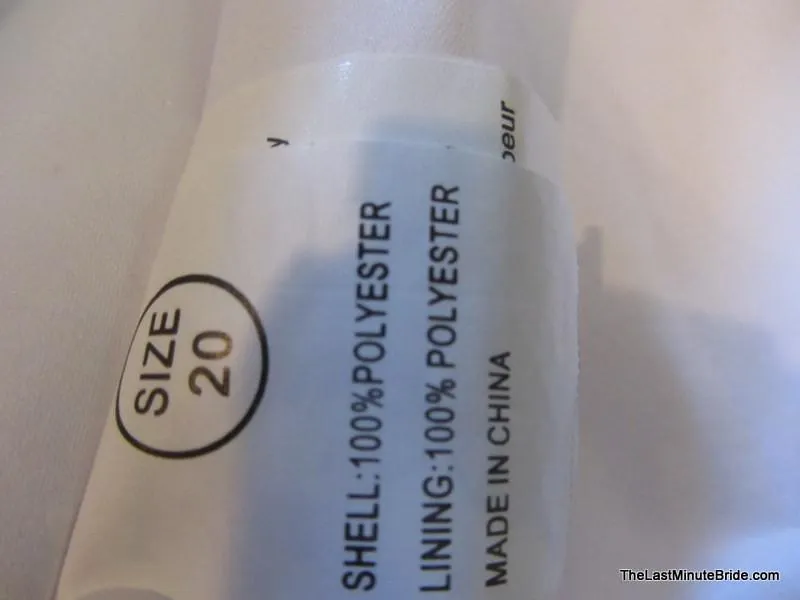 SIZE
20
SHELL:100%POLYESTER
LINING:100% POLYESTER
MADE IN CHINA
y
TheLastMinuteBride.com